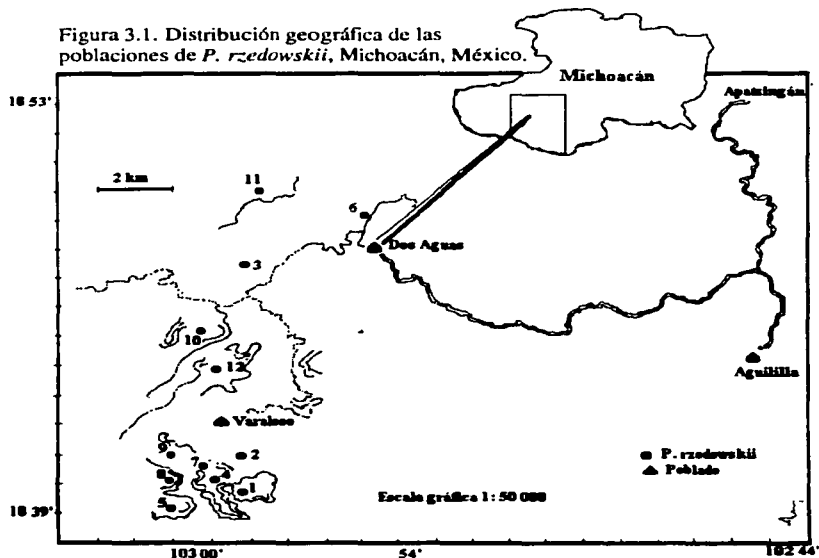 Figura 3.1. Distribución geográfica de las
poblaciones de P. rzedowskii, Michoacán, México.
Michoacán
18 53'
Apatzingán
2 km
11
6
Dos Aguas
3
10
12
Aguililla
Varaloso
9
2
7
P. rzedowskii
8
4
Poblado
1
5
Escala gráfica 1: 50 000
18 39'
103 00'
54'
102 44'